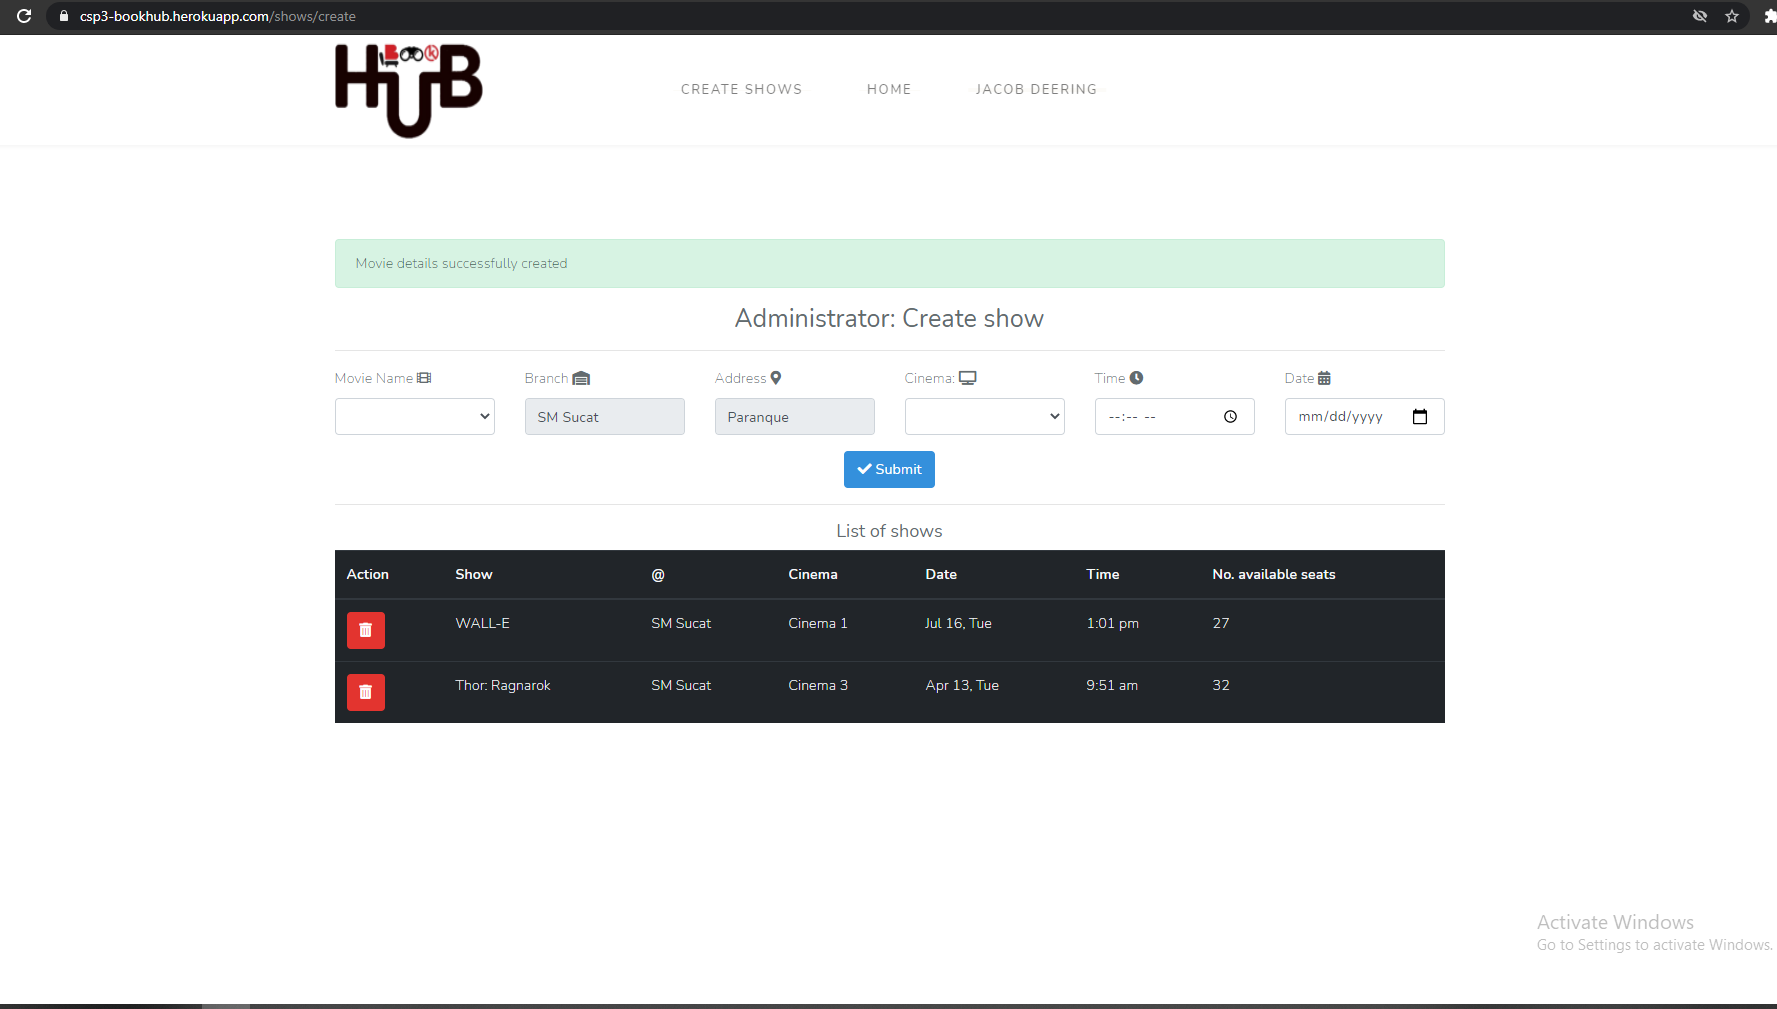 csp3-bookhub.herokuapp.com/shows/create
BOOK
HUB
CREATE SHOWS HOME JACOB DEERING
Movie details successfully created
Administrator: Create show
Movie Name Branch Address Cinema: Time Date
SM Sucat Paranque --:-- -- mm/dd/yyyy
Submit
List of shows
Action Show @ Cinema Date Time No. available seats
WALL-E SM Sucat Cinema 1 Jul 16, Tue 1:01 pm 27
Thor: Ragnarok SM Sucat Cinema 3 Apr 13, Tue 9:51 am 32
Activate Windows
Go to Settings to activate Windows.